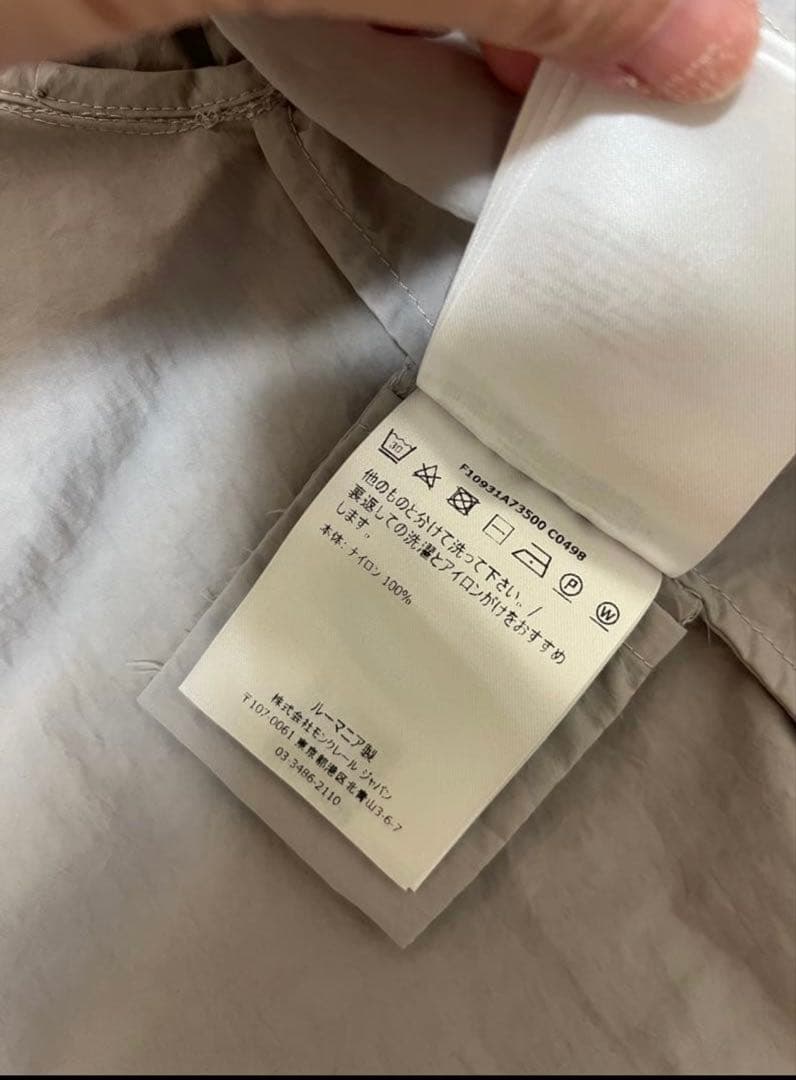 F10931A73500 C0498
30
P
W
他のものと分けて洗って下さい。/
裏返しての洗濯とアイロンがけをおすすめ
します。
本体: ナイロン 100%
ルーマニア製
株式会社モンクレール ジャパン
〒107-0061 東京都港区北青山3-6-7
03-3486-2110